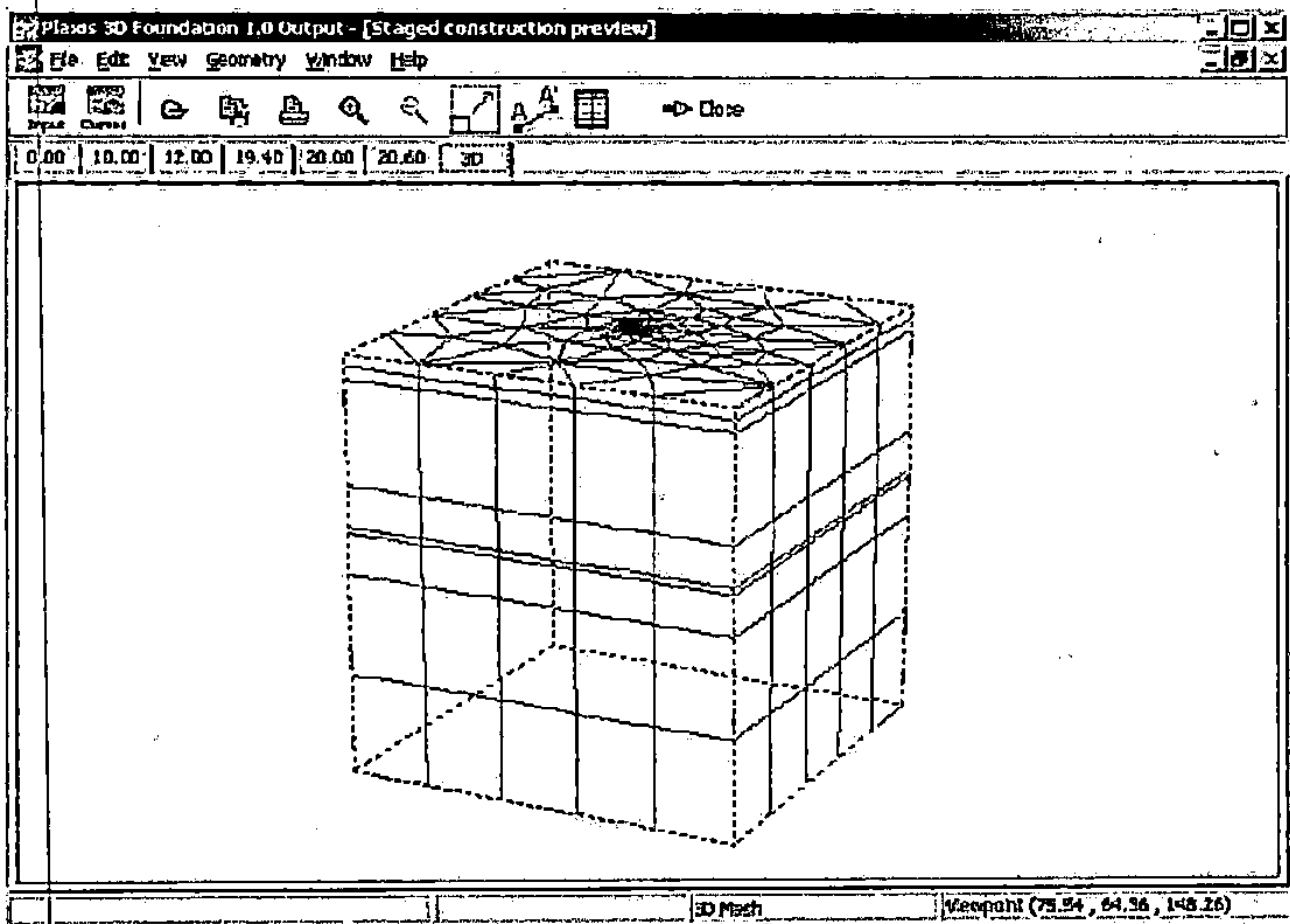 Plaxis 3D Foundation 1.0 Output - [Staged construction preview]
File Edit View Geometry Window Help
Input Curves A A' Close
0.00 10.00 12.00 19.40 20.00 20.60 3D
3D Mesh Viewpoint (75.54 , 64.36 , 148.26)